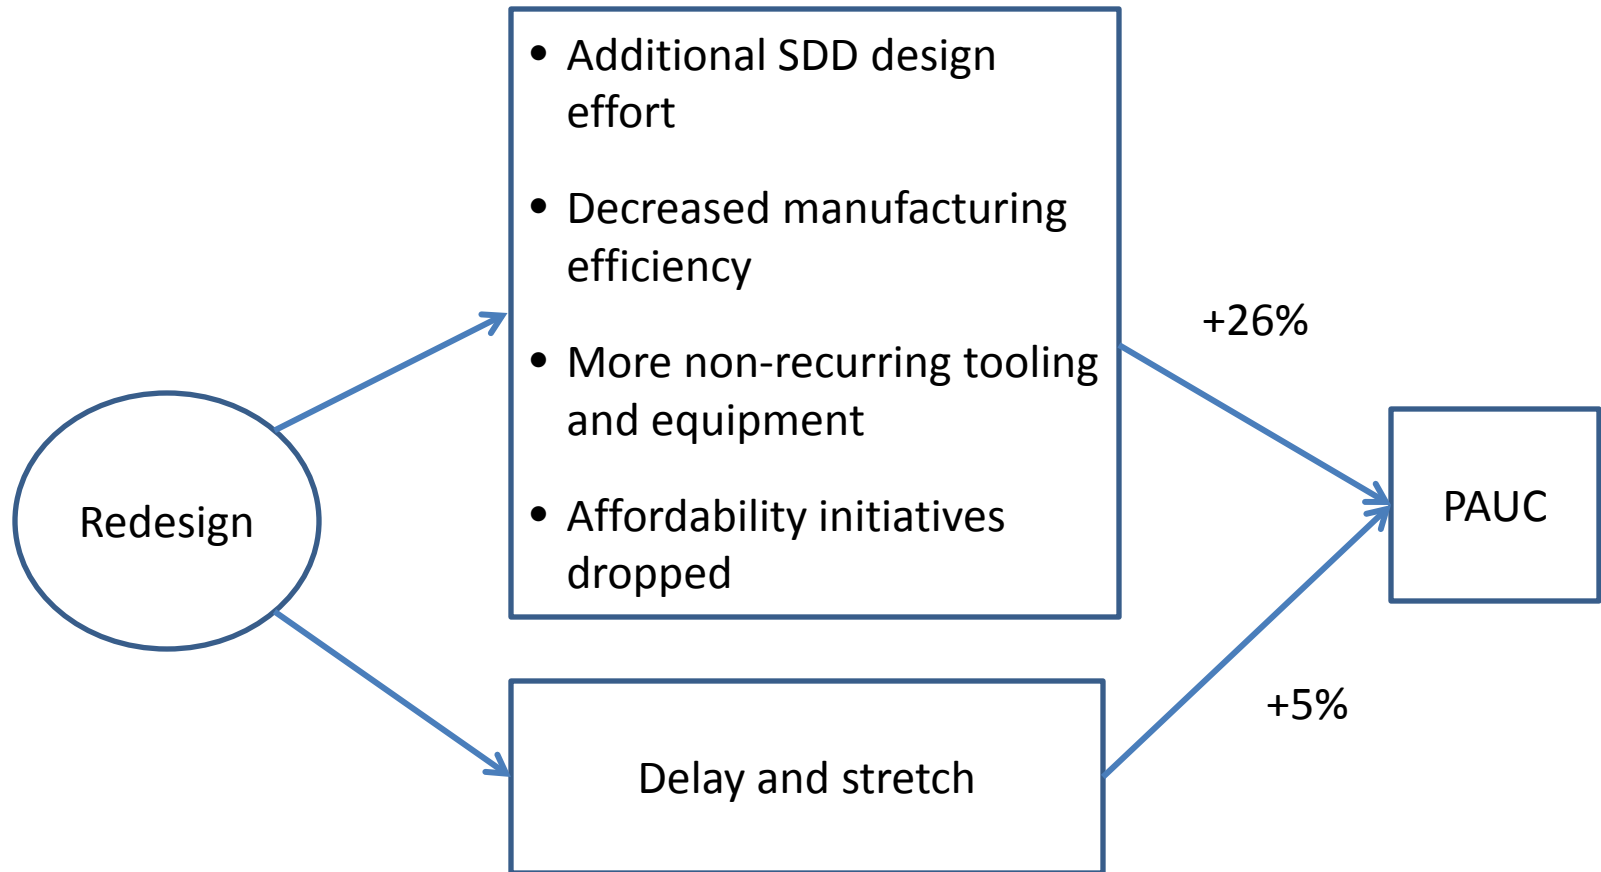 • Additional SDD design
effort
• Decreased manufacturing
efficiency
• More non-recurring tooling
and equipment
• Affordability initiatives
dropped
+26%
PAUC
Redesign
+5%
Delay and stretch